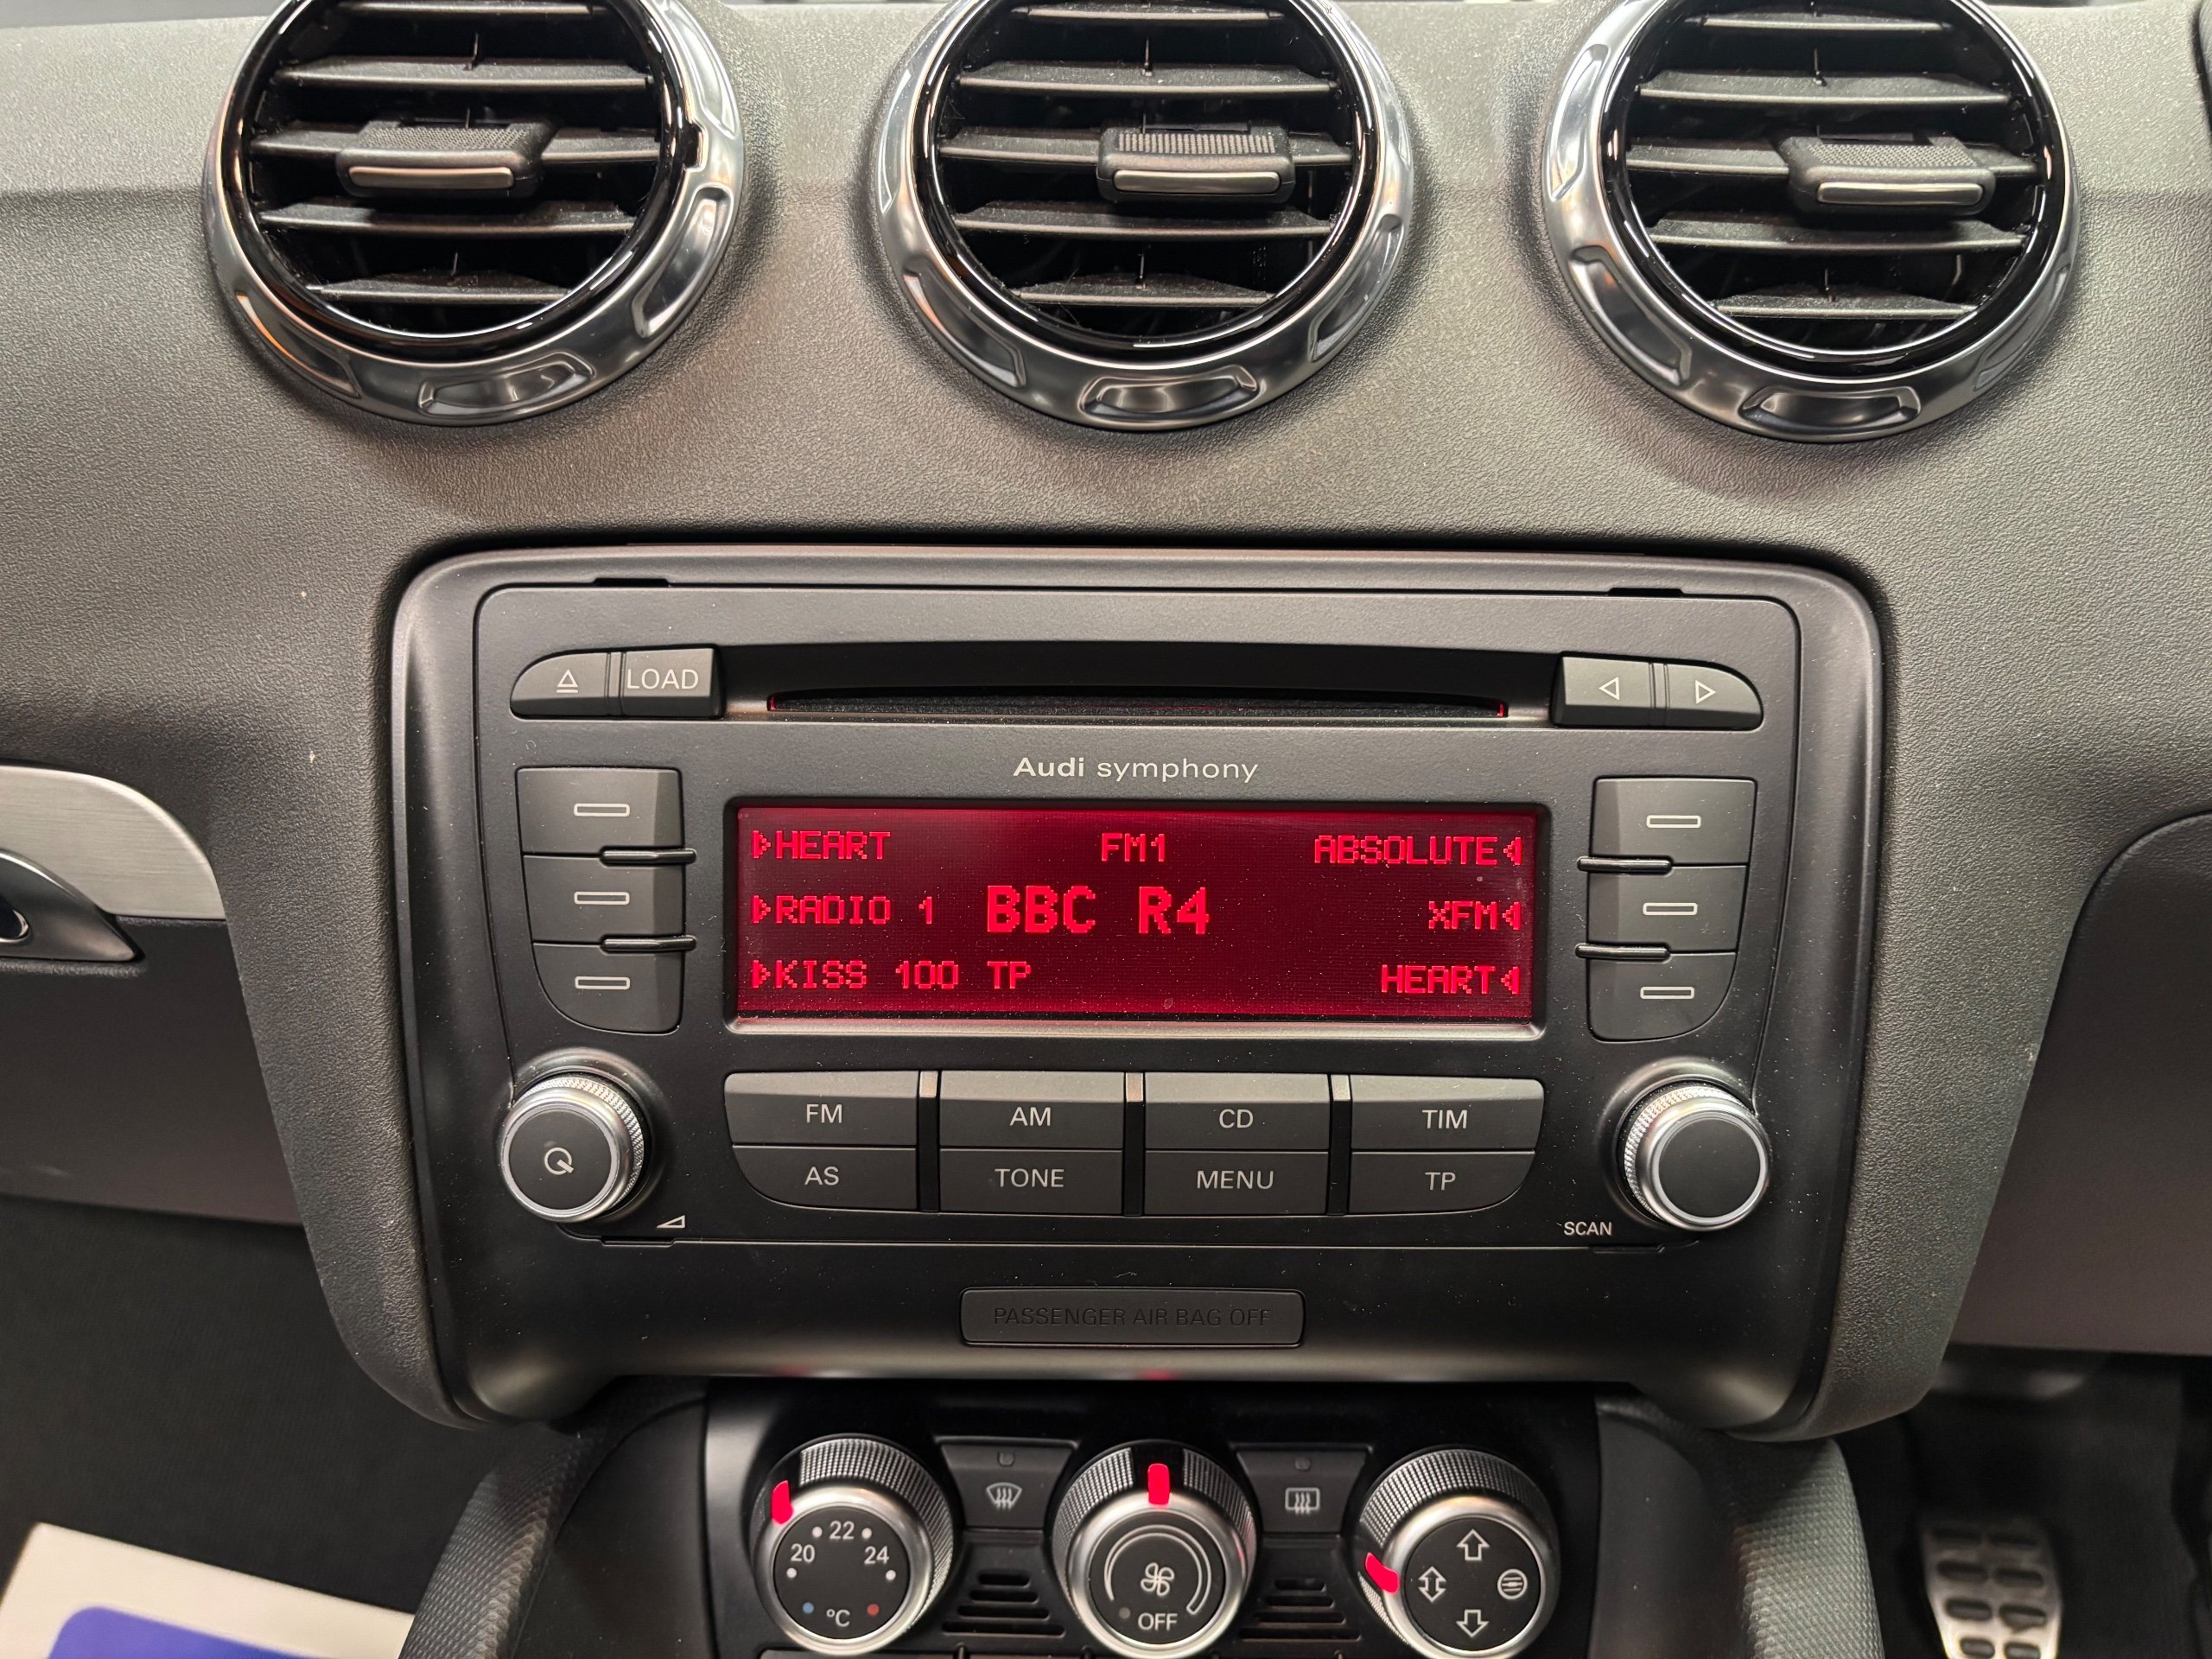 LOAD
Audi symphony
HEART FM1 ABSOLUTE
RADIO 1 BBC R4 XFM
KISS 100 TP HEART
FM AM CD TIM
AS TONE MENU TP
SCAN
PASSENGER AIR BAG OFF
22
20 24
°C
OFF